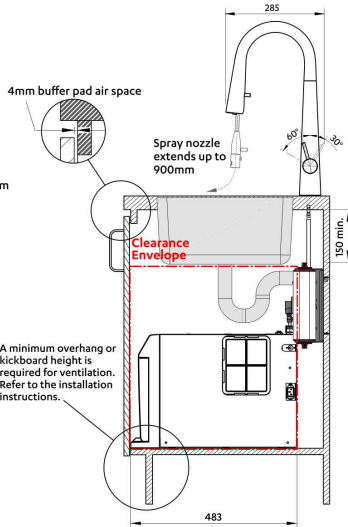 285
4mm buffer pad air space
60°
30°
Spray nozzle
extends up to
900mm
m
150 min.
Clearance
Envelope
A minimum overhang or
kickboard height is
required for ventilation.
Refer to the installation
instructions.
483